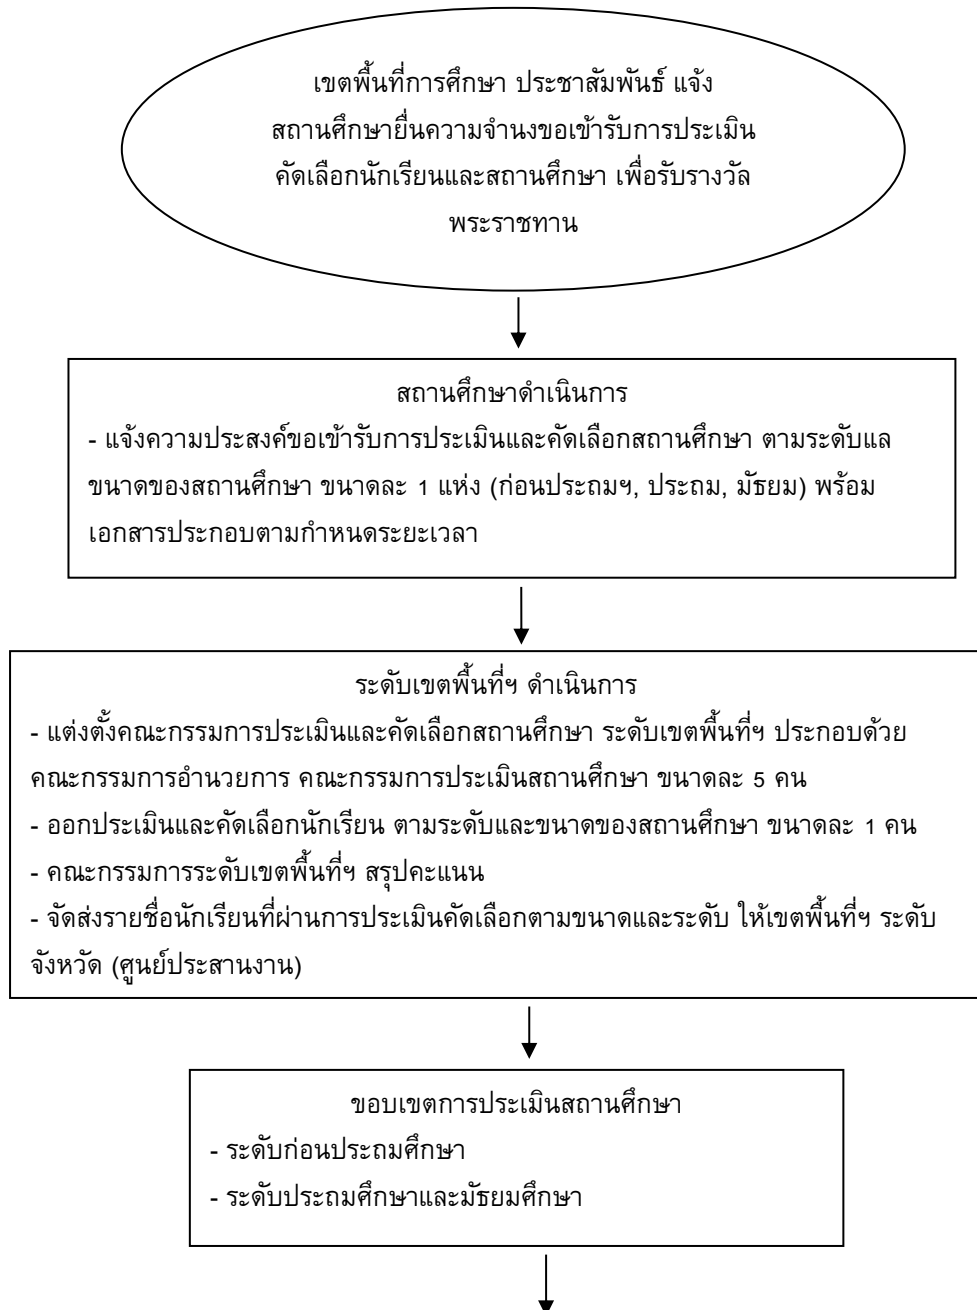 เขตพื้นที่การศึกษา ประชาสัมพันธ์ แจ้ง
สถานศึกษายื่นความจำนงขอเข้ารับการประเมิน
คัดเลือกนักเรียนและสถานศึกษา เพื่อรับรางวัล
พระราชทาน
สถานศึกษาดำเนินการ
- แจ้งความประสงค์ขอเข้ารับการประเมินและคัดเลือกสถานศึกษา ตามระดับแล
ขนาดของสถานศึกษา ขนาดละ 1 แห่ง (ก่อนประถมฯ, ประถม, มัธยม) พร้อม
เอกสารประกอบตามกำหนดระยะเวลา
ระดับเขตพื้นที่ฯ ดำเนินการ
- แต่งตั้งคณะกรรมการประเมินและคัดเลือกสถานศึกษา ระดับเขตพื้นที่ฯ ประกอบด้วย
คณะกรรมการอำนวยการ คณะกรรมการประเมินสถานศึกษา ขนาดละ 5 คน
- ออกประเมินและคัดเลือกนักเรียน ตามระดับและขนาดของสถานศึกษา ขนาดละ 1 คน
- คณะกรรมการระดับเขตพื้นที่ฯ สรุปคะแนน
- จัดส่งรายชื่อนักเรียนที่ผ่านการประเมินคัดเลือกตามขนาดและระดับ ให้เขตพื้นที่ฯ ระดับ
จังหวัด (ศูนย์ประสานงาน)
ขอบเขตการประเมินสถานศึกษา
- ระดับก่อนประถมศึกษา
- ระดับประถมศึกษาและมัธยมศึกษา